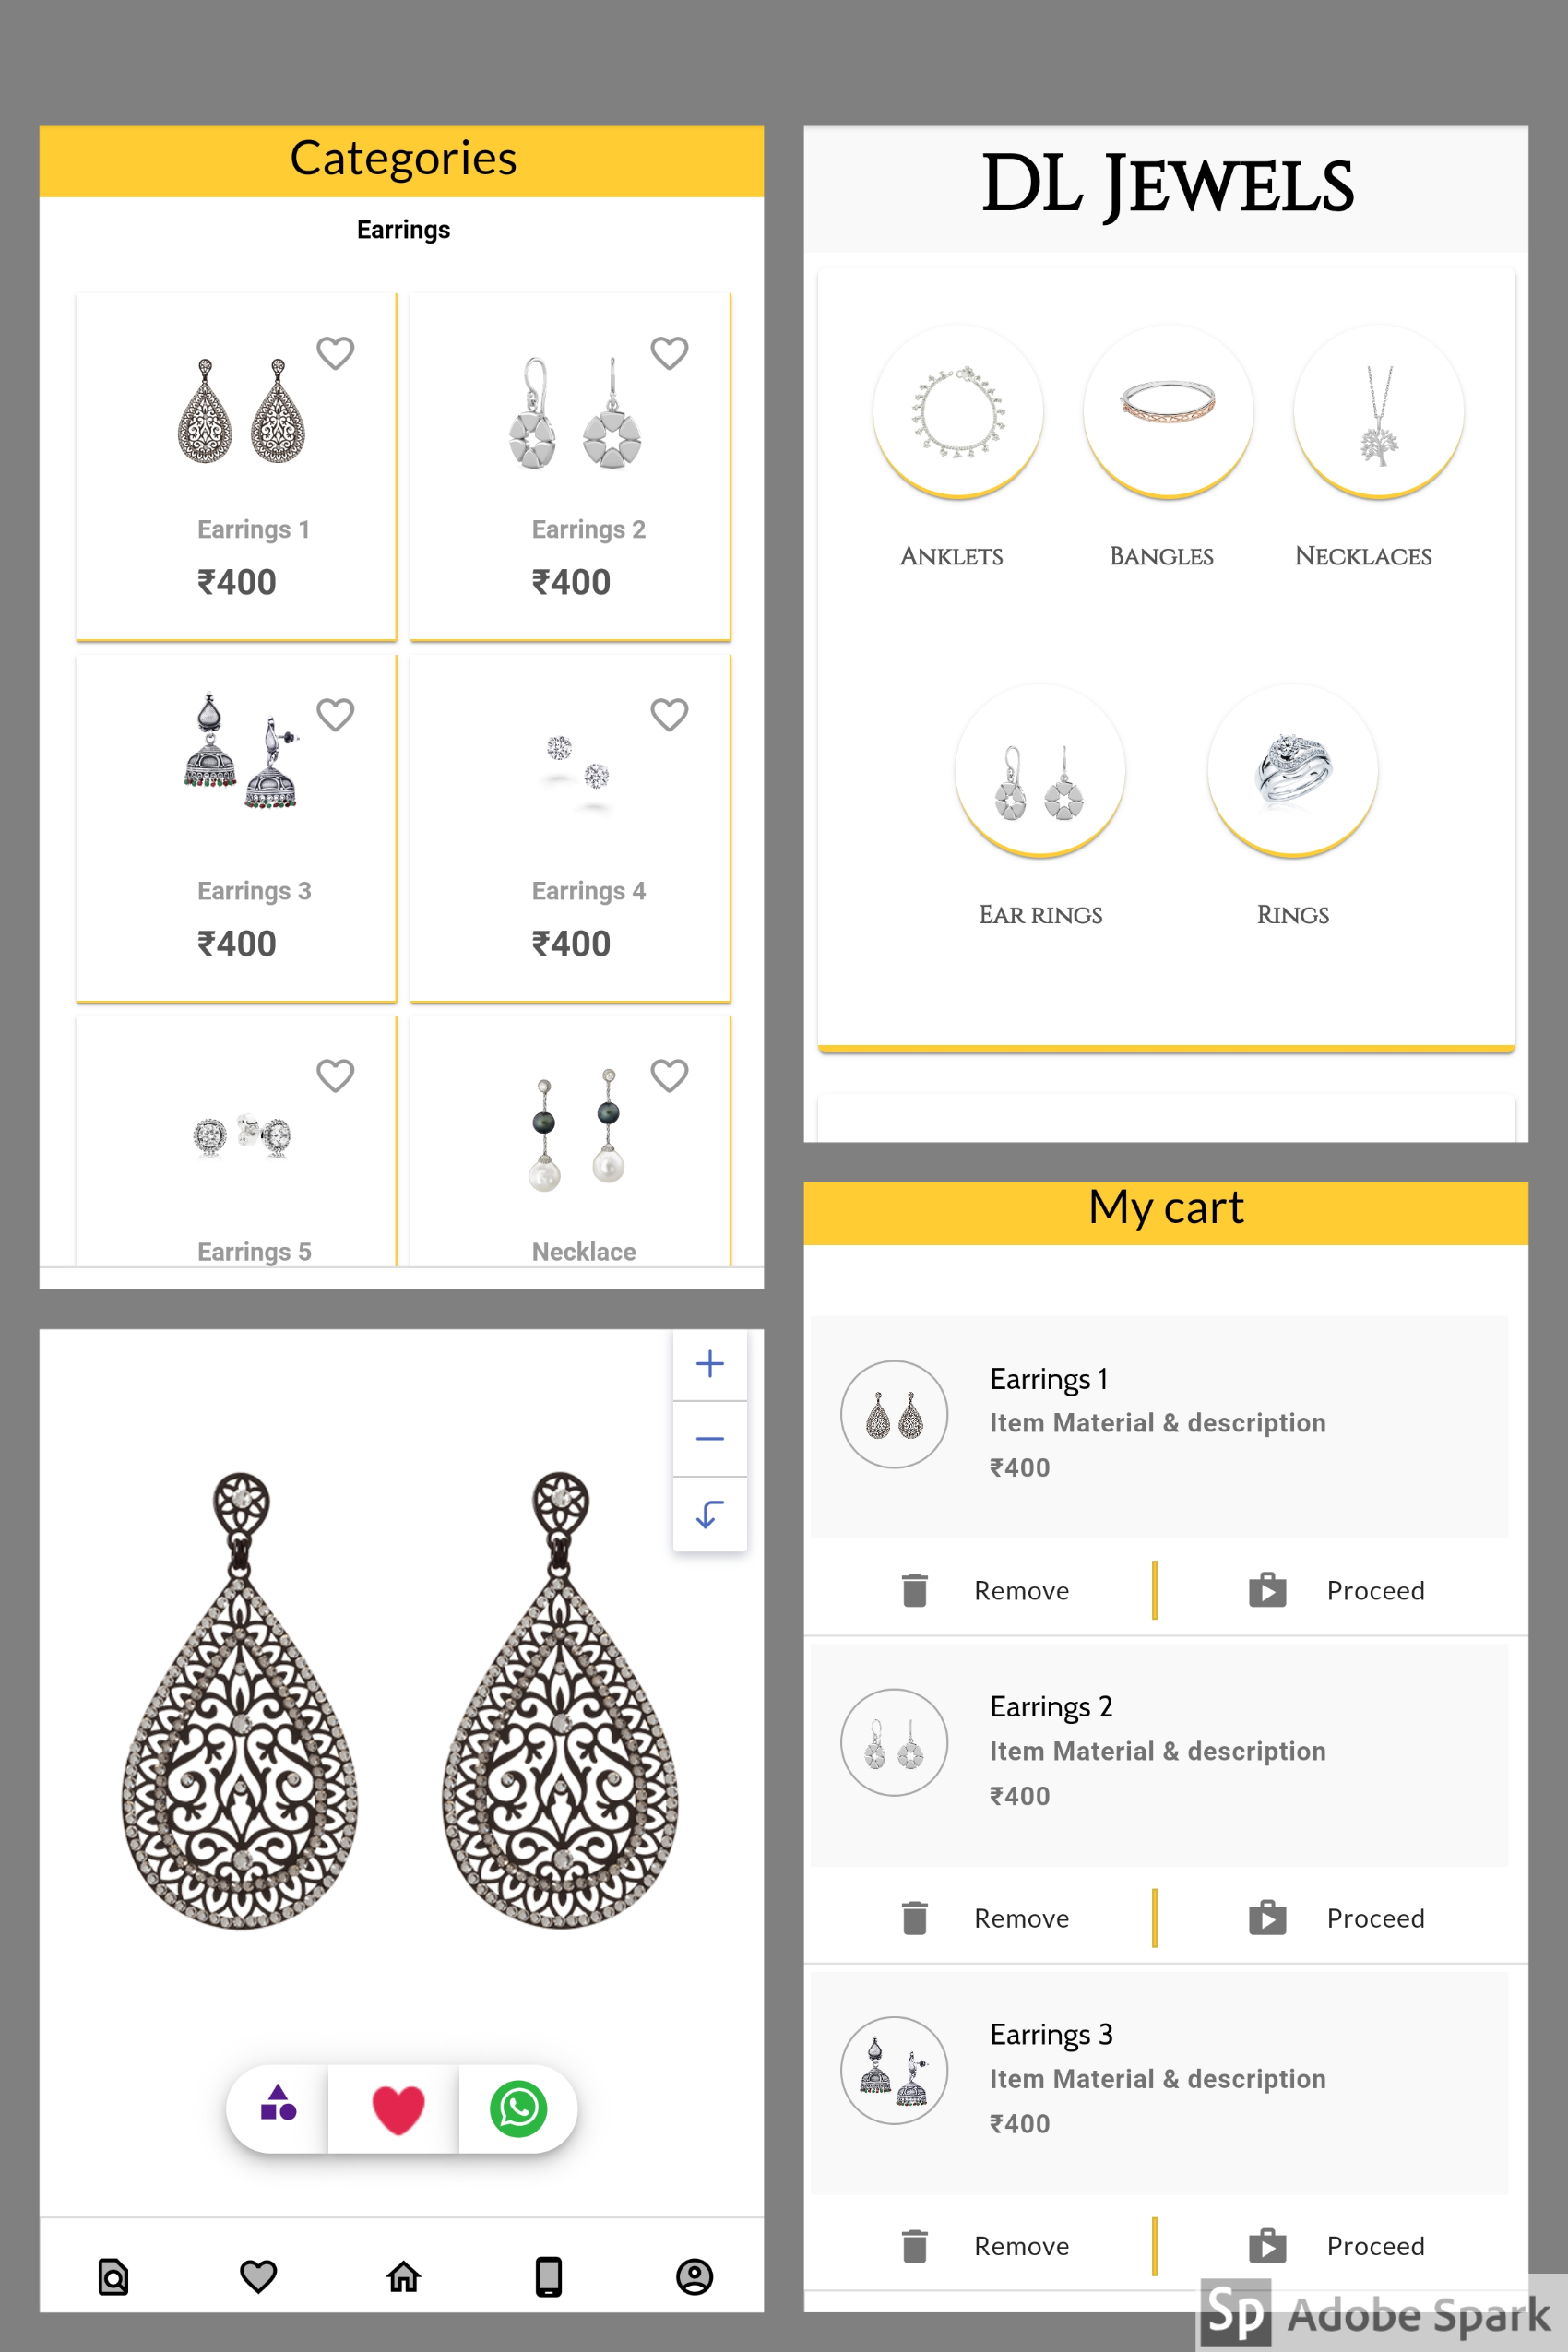 Categories
Earrings
Earrings 1
₹400
Earrings 2
₹400
Earrings 3
₹400
Earrings 4
₹400
Earrings 5
Necklace
DL Jewels
Anklets
Bangles
Necklaces
Ear rings
Rings
My cart
Earrings 1
Item Material & description
₹400
Remove
Proceed
Earrings 2
Item Material & description
₹400
Remove
Proceed
Earrings 3
Item Material & description
₹400
Remove
Proceed
Sp Adobe Spark